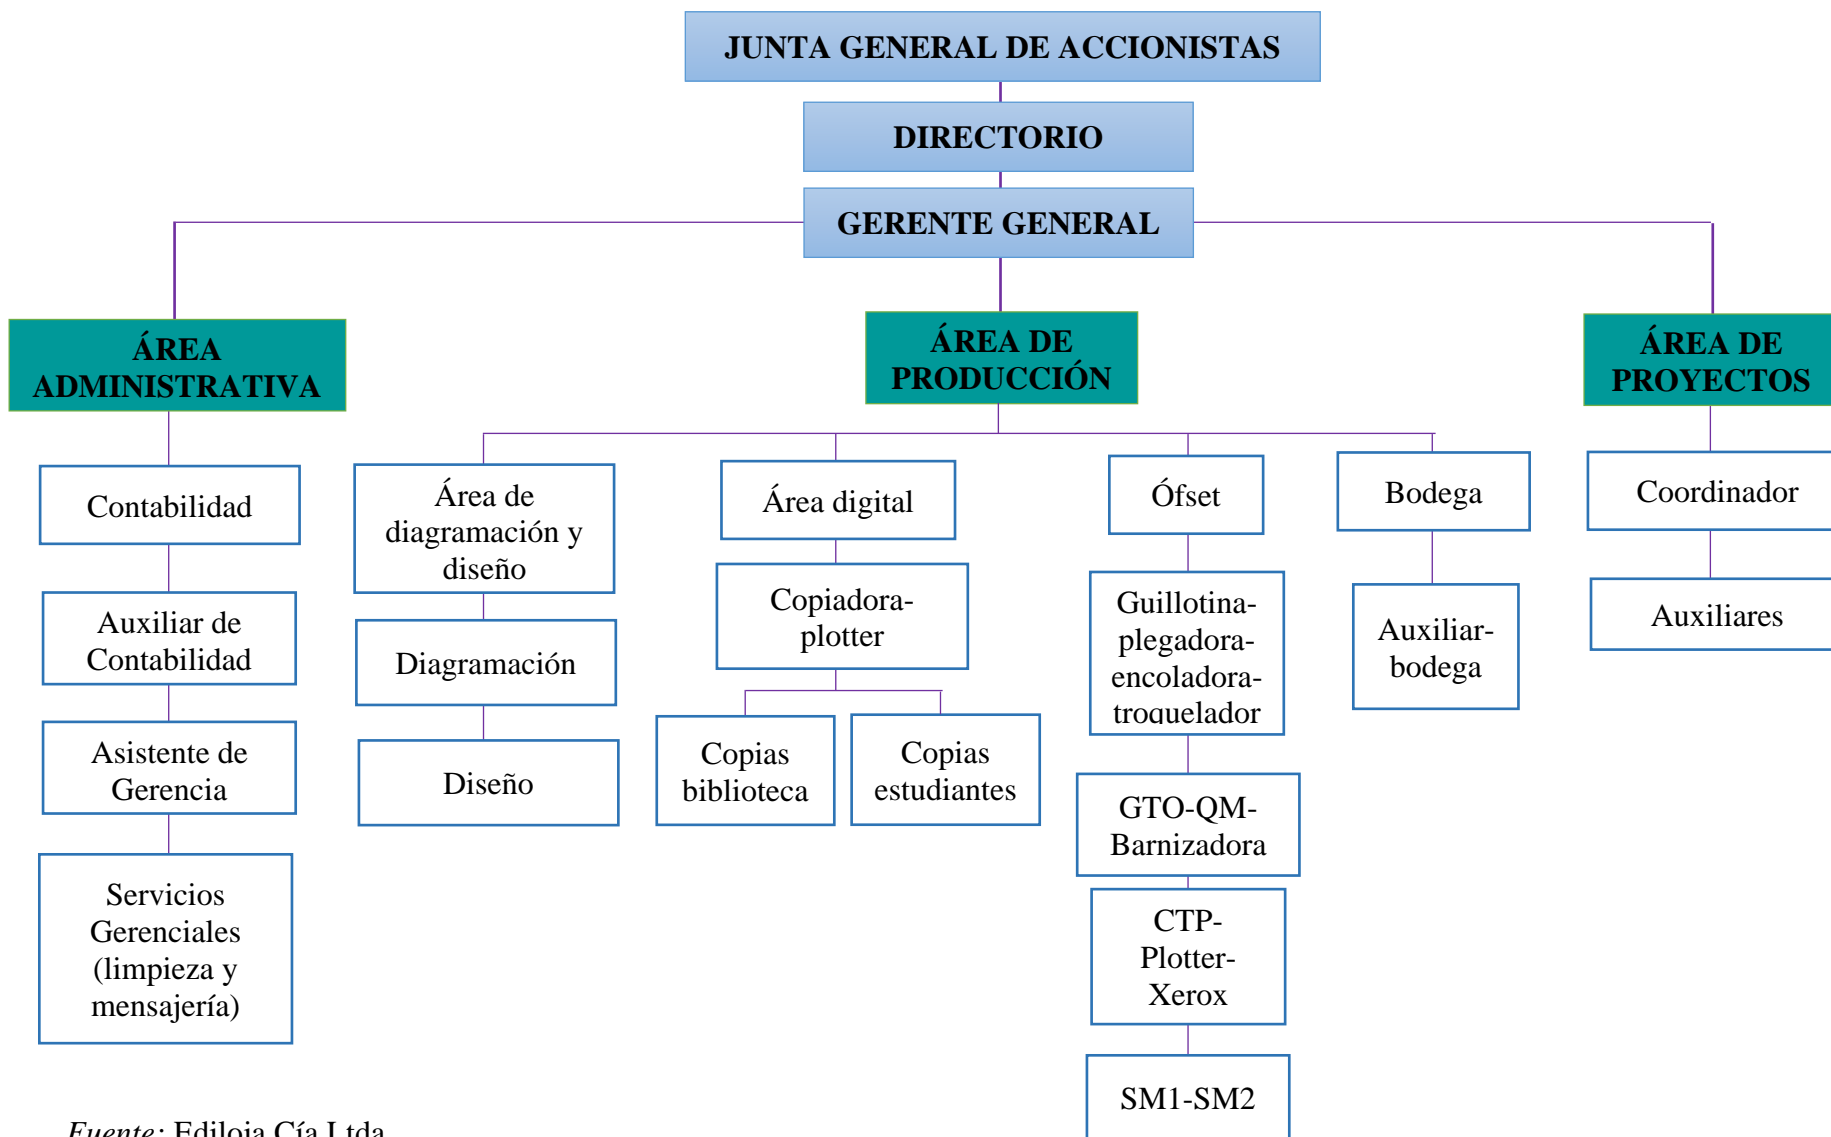 JUNTA GENERAL DE ACCIONISTAS
DIRECTORIO
GERENTE GENERAL
ÁREA
ADMINISTRATIVA
ÁREA DE
PRODUCCIÓN
ÁREA DE
PROYECTOS
Contabilidad
Auxiliar de
Contabilidad
Asistente de
Gerencia
Servicios
Gerenciales
(limpieza y
mensajería)
Área de
diagramación y
diseño
Diagramación
Diseño
Área digital
Copiadora-
plotter
Copias
biblioteca
Copias
estudiantes
Ófset
Guillotina-
plegadora-
encoladora-
troquelador
GTO-QM-
Barnizadora
CTP-
Plotter-
Xerox
SM1-SM2
Bodega
Auxiliar-
bodega
Coordinador
Auxiliares
Fuente: Ediloja Cía Ltda